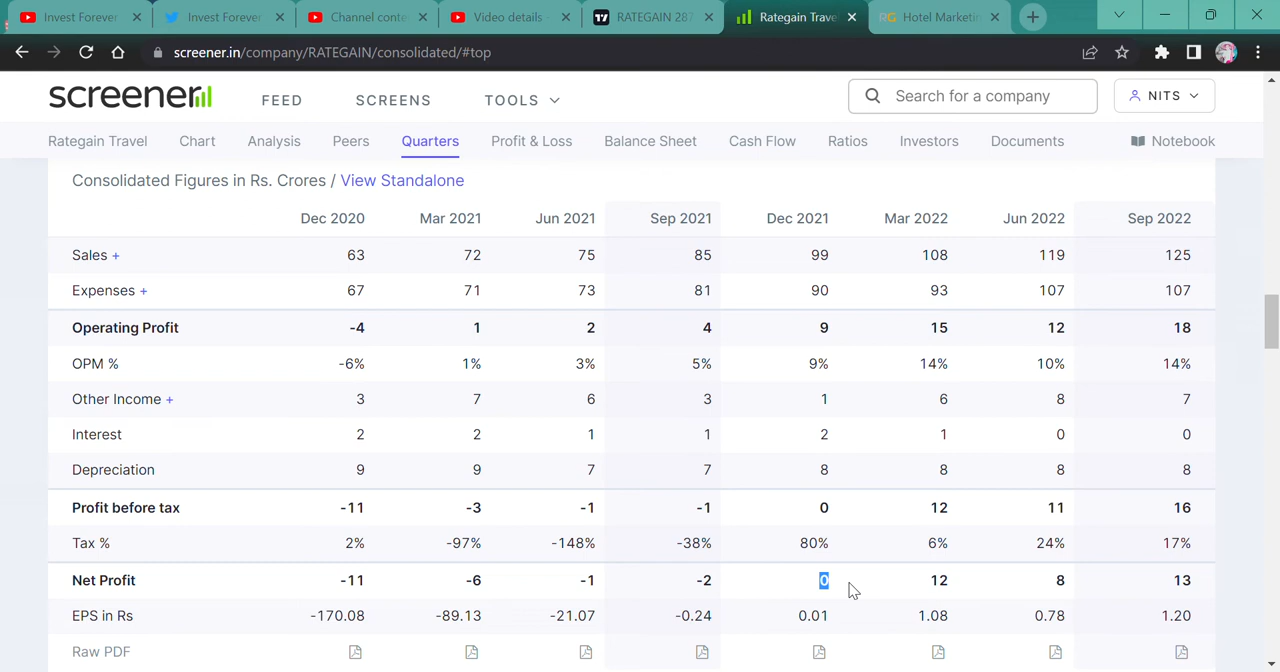 Invest Forever
Invest Forever
Channel conte
Video details -
RATEGAIN 287
Rategain Trave
RG Hotel Marketin
screener.in/company/RATEGAIN/consolidated/#top
screener
FEED SCREENS TOOLS
Search for a company
NITS
Rategain Travel Chart Analysis Peers Quarters Profit & Loss Balance Sheet Cash Flow Ratios Investors Documents Notebook
Consolidated Figures in Rs. Crores / View Standalone
Dec 2020 Mar 2021 Jun 2021 Sep 2021 Dec 2021 Mar 2022 Jun 2022 Sep 2022
Sales + 63 72 75 85 99 108 119 125
Expenses + 67 71 73 81 90 93 107 107
Operating Profit -4 1 2 4 9 15 12 18
OPM % -6% 1% 3% 5% 9% 14% 10% 14%
Other Income + 3 7 6 3 1 6 8 7
Interest 2 2 1 1 2 1 0 0
Depreciation 9 9 7 7 8 8 8 8
Profit before tax -11 -3 -1 -1 0 12 11 16
Tax % 2% -97% -148% -38% 80% 6% 24% 17%
Net Profit -11 -6 -1 -2 0 12 8 13
EPS in Rs -170.08 -89.13 -21.07 -0.24 0.01 1.08 0.78 1.20
Raw PDF